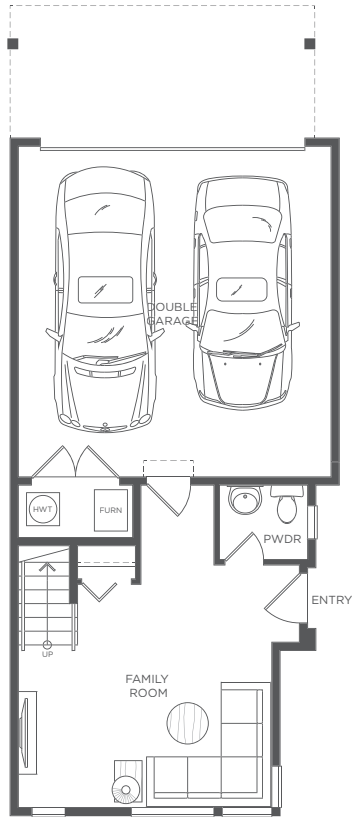 DOUBLE
GARAGE
HWT
FURN
PWDR
ENTRY
UP
FAMILY
ROOM